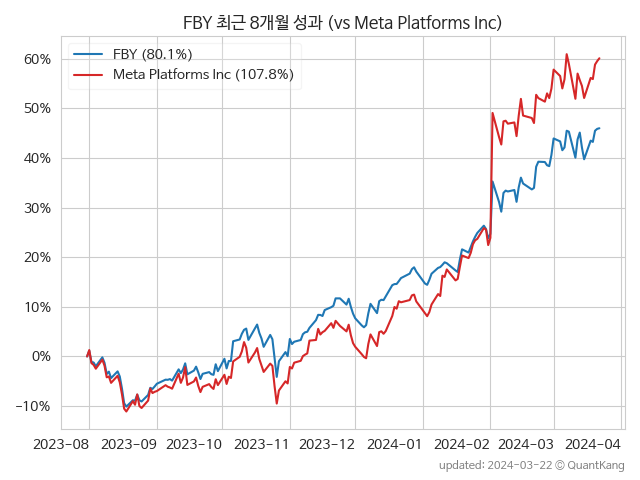 FBY 최근 8개월 성과 (vs Meta Platforms Inc)
FBY (80.1%)
Meta Platforms Inc (107.8%)
60%
50%
40%
30%
20%
10%
0%
−10%
2023−08 2023−09 2023−10 2023−11 2023−12 2024−01 2024−02 2024−03 2024−04
updated: 2024-03-22 © QuantKang